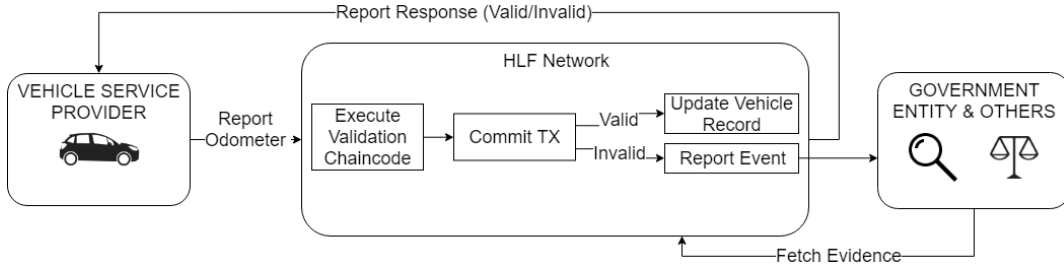 Report Response (Valid/Invalid)
HLF Network
VEHICLE SERVICE
PROVIDER
Report
Odometer
Execute
Validation
Chaincode
Commit TX
Valid
Invalid
Update Vehicle
Record
Report Event
GOVERNMENT
ENTITY & OTHERS
Fetch Evidence